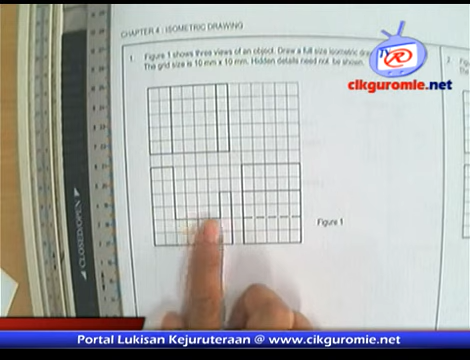 CHAPTER 4 : ISOMETRIC DRAWING
1. Figure 1 shows three views of an object. Draw a full size isometric
The grid size is 10 mm x 10 mm. Hidden details need not be shown.
TV
R
cikguromie.net
2.
Figure 1
CLOSED/OPEN
Portal Lukisan Kejuruteraan @ www.cikguromie.net